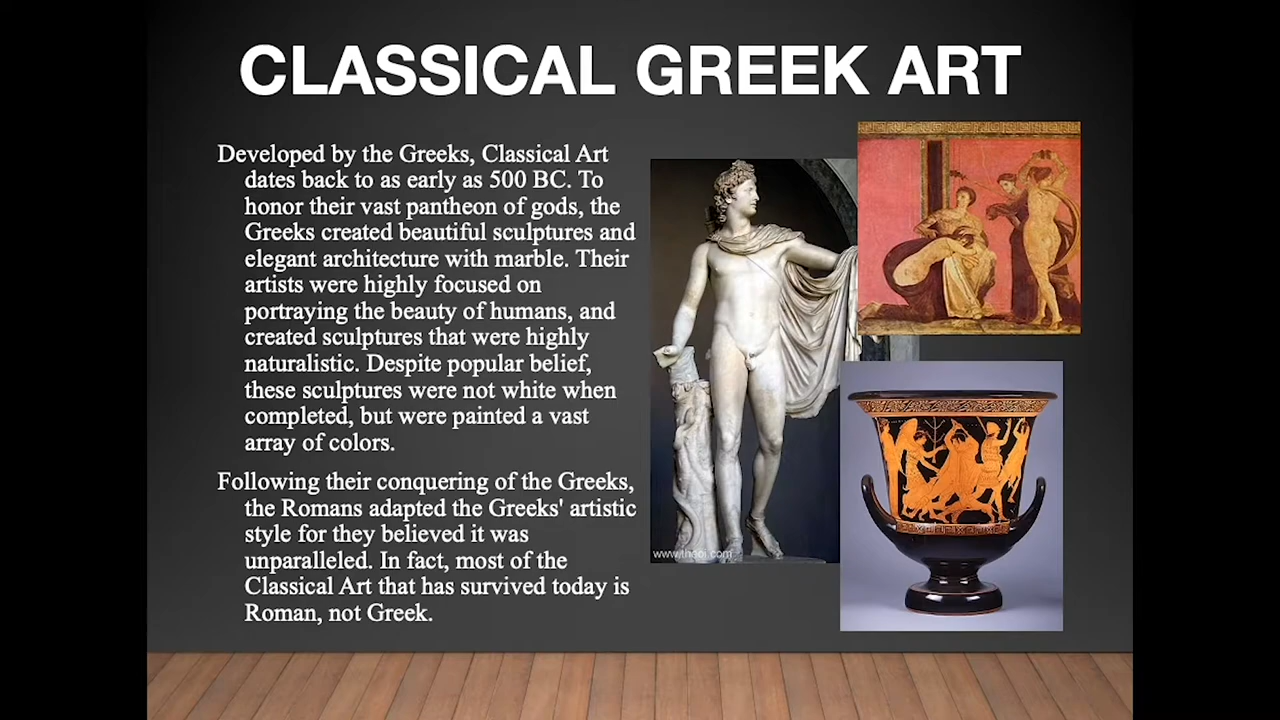 CLASSICAL GREEK ART
Developed by the Greeks, Classical Art
dates back to as early as 500 BC. To
honor their vast pantheon of gods, the
Greeks created beautiful sculptures and
elegant architecture with marble. Their
artists were highly focused on
portraying the beauty of humans, and
created sculptures that were highly
naturalistic. Despite popular belief,
these sculptures were not white when
completed, but were painted a vast
array of colors.
Following their conquering of the Greeks,
the Romans adapted the Greeks' artistic
style for they believed it was
unparalleled. In fact, most of the
Classical Art that has survived today is
Roman, not Greek.
www.theoi.com